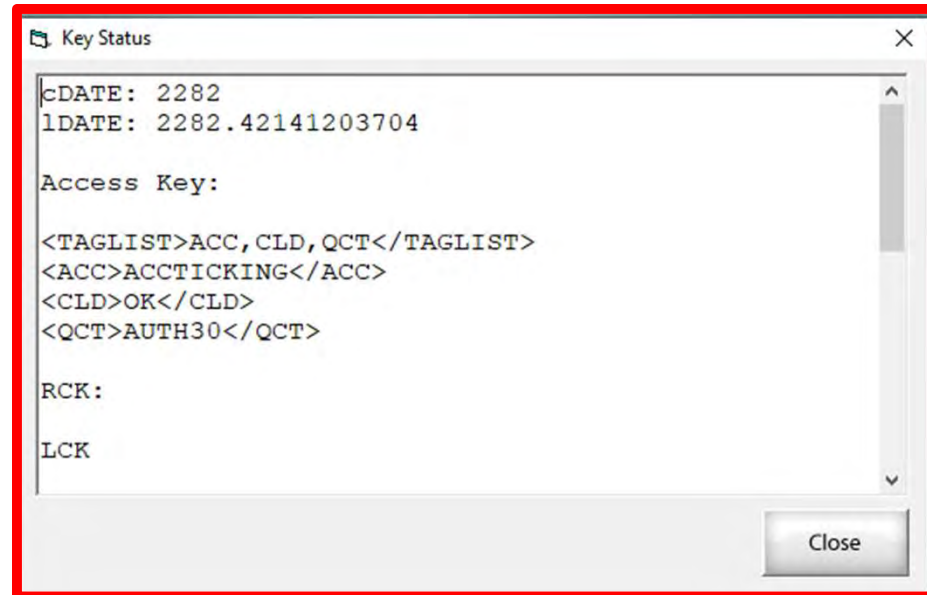 Key Status
cDATE: 2282
lDATE: 2282.42141203704
Access Key:
<TAGLIST>ACC,CLD,QCT</TAGLIST>
<ACC>ACCTICKING</ACC>
<CLD>OK</CLD>
<QCT>AUTH30</QCT>
RCK:
LCK
Close